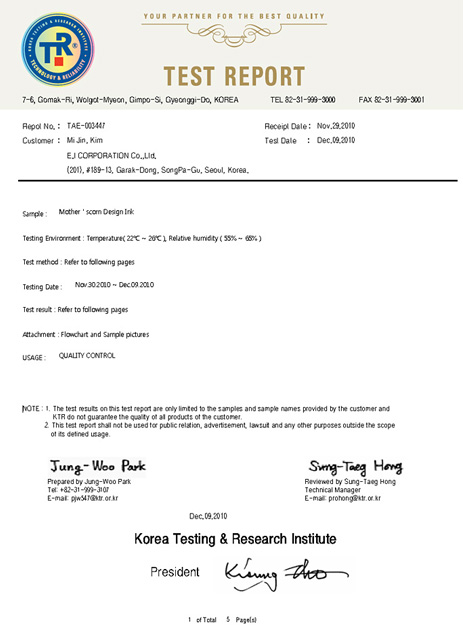 YOUR PARTNER FOR THE BEST QUALITY
KOREA TESTING & RESEARCH INSTITUTE
TR
TECHNOLOGY & RELIABILITY
TEST REPORT
7-6, Gomak-Ri, Wolgot-Myeon, Gimpo-Si, Gyeonggi-Do, KOREA TEL 82-31-999-3000 FAX 82-31-999-3001
Repot No. : TAE-003447 Receipt Date : Nov.29,2010
Customer : Mi Jin, Kim Test Date : Dec.09,2010
E.J CORPORATION Co.,Ltd.
(201), #189-13, Garak-Dong, SongPa-Gu, Seoul, Korea.
Sample : Mother ' scorn Design Ink
Testing Environment : Temperature( 22℃ ~ 26℃ ), Relative humidity ( 55% ~ 65% )
Test method : Refer to following pages
Testing Date : Nov.30.2010 ~ Dec.09.2010
Test result : Refer to following pages
Attachment : Flowchart and Sample pictures
USAGE : QUALITY CONTROL
NOTE : 1. The test results on this test report are only limited to the samples and sample names provided by the customer and
KTR do not guarantee the quality of all products of the customer.
2. This test report shall not be used for public relation, advertisement, lawsuit and any other purposes outside the scope
of its defined usage.
Jung-Woo Park Sung-Taeg Hong
Prepared by Jung-Woo Park Reviewed by Sung-Taeg Hong
Tel: +82-31-999-3107 Technical Manager
E-mail: pjw547@ktr.or.kr E-mail: prohong@ktr.or.kr
Dec,09,2010
Korea Testing & Research Institute
President
1 of Total 5 Page(s)